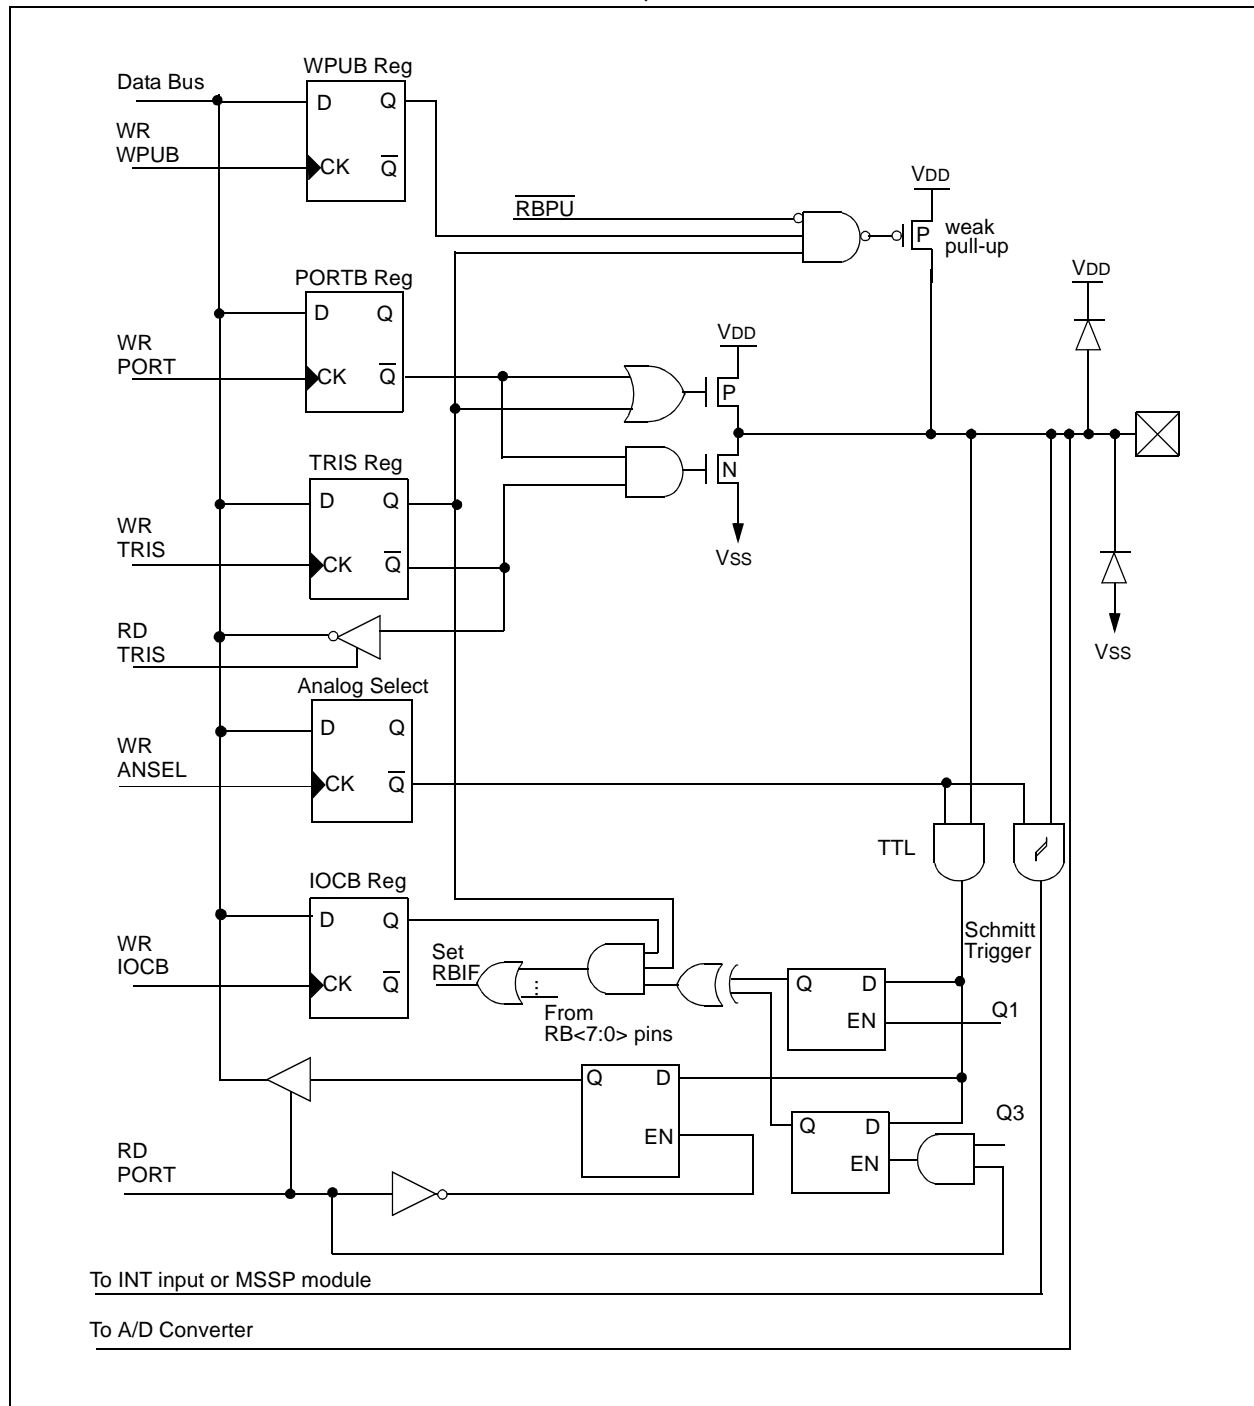 WPUB Reg
Data Bus
D
Q
WR
WPUB
CK
Q
VDD
RBPU
P
weak
pull-up
PORTB Reg
VDD
D
Q
VDD
WR
PORT
CK
Q
P
TRIS Reg
N
D
Q
WR
TRIS
CK
Q
VSS
RD
TRIS
VSS
Analog Select
D
Q
WR
ANSEL
CK
Q
TTL
IOCB Reg
D
Q
Schmitt
Trigger
WR
IOCB
Set
RBIF
CK
Q
Q
D
From
RB<7:0> pins
EN
Q1
Q
D
Q3
Q
D
EN
EN
RD
PORT
To INT input or MSSP module
To A/D Converter